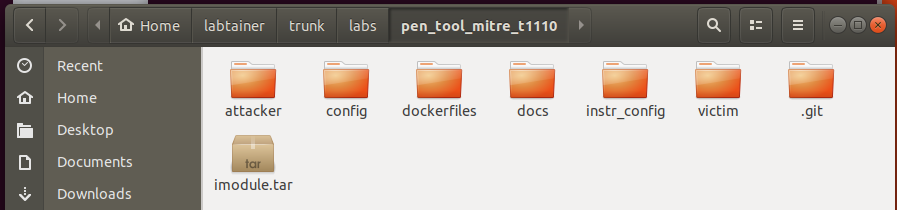 Home labtainer trunk labs pen_tool_mitre_t1110
Recent
Home
Desktop
Documents
Downloads
attacker config dockerfiles docs instr_config victim .git
tar
imodule.tar